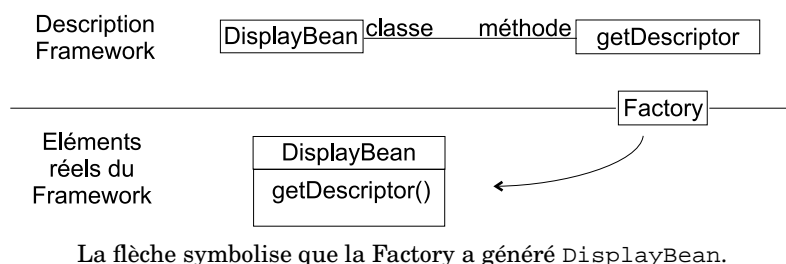 Description
Framework
DisplayBean classe méthode getDescriptor
Factory
Eléments
réels du
Framework
DisplayBean
getDescriptor()
La flèche symbolise que la Factory a généré DisplayBean.